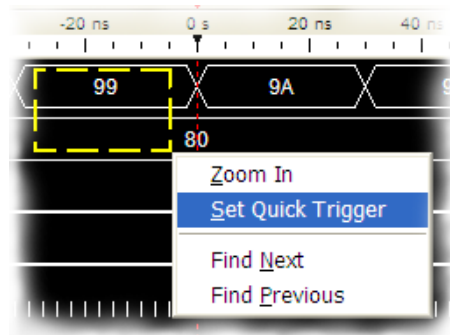 -20 ns 0 s 20 ns 40 ns
99 9A 9
80
Zoom In
Set Quick Trigger
Find Next
Find Previous